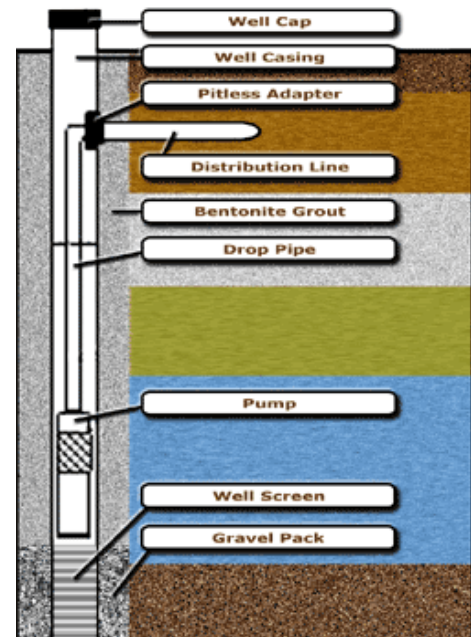 Well Cap
Well Casing
Pitless Adapter
Distribution Line
Bentonite Grout
Drop Pipe
Pump
Well Screen
Gravel Pack